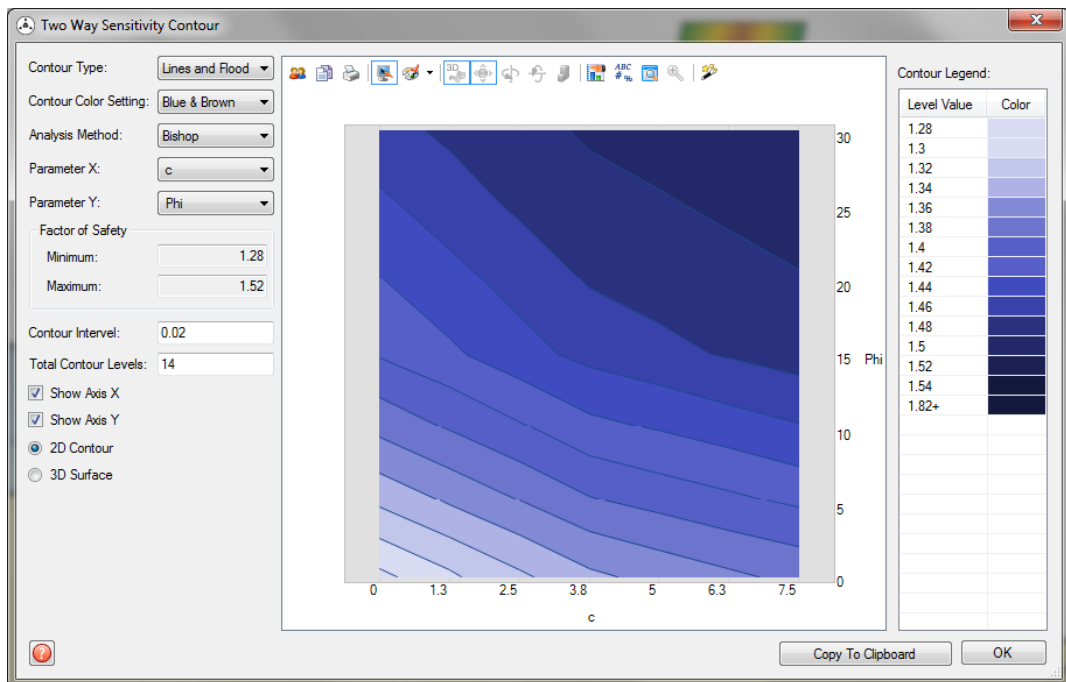 Two Way Sensitivity Contour
Contour Type: Lines and Flood
Contour Color Setting: Blue & Brown
Analysis Method: Bishop
Parameter X: c
Parameter Y: Phi
Factor of Safety
Minimum: 1.28
Maximum: 1.52
Contour Interval: 0.02
Total Contour Levels: 14
Show Axis X
Show Axis Y
2D Contour
3D Surface
3D
ABC
# %
30
25
20
15 Phi
10
5
0
0 1.3 2.5 3.8 5 6.3 7.5
c
Contour Legend:
Level Value Color
1.28
1.3
1.32
1.34
1.36
1.38
1.4
1.42
1.44
1.46
1.48
1.5
1.52
1.54
1.82+
?
Copy To Clipboard OK